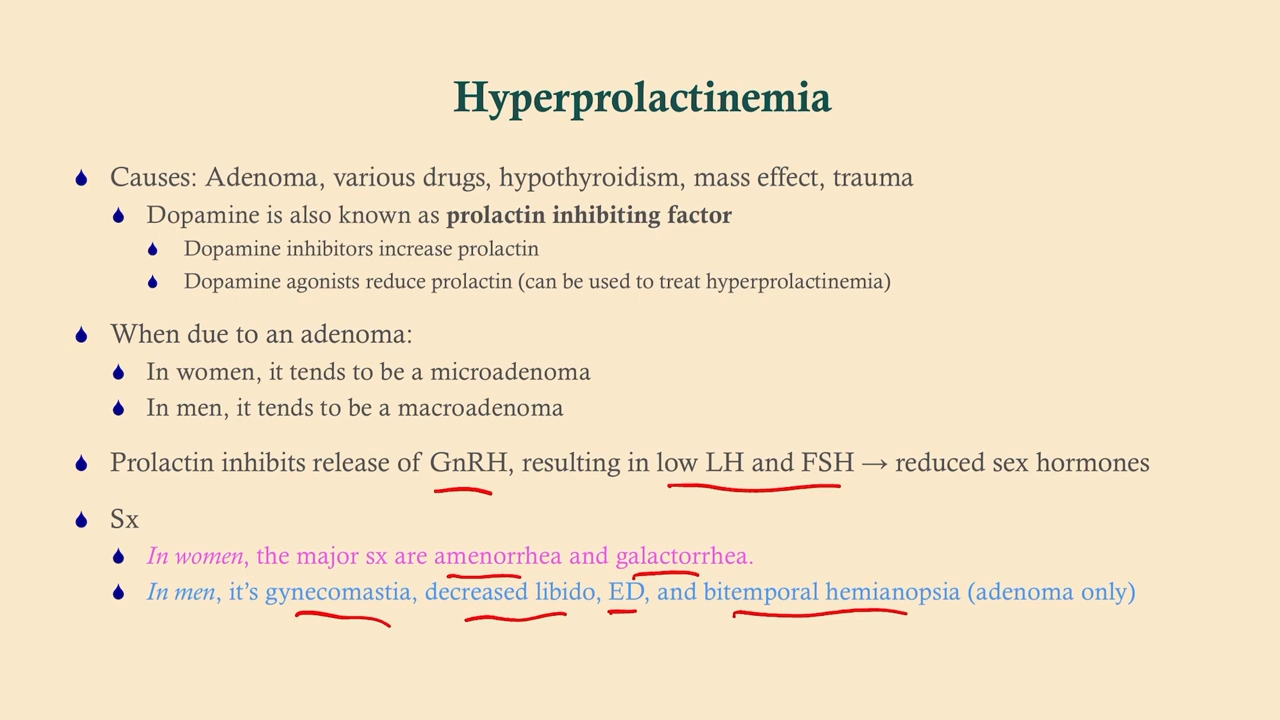 Hyperprolactinemia
Causes: Adenoma, various drugs, hypothyroidism, mass effect, trauma
Dopamine is also known as prolactin inhibiting factor
Dopamine inhibitors increase prolactin
Dopamine agonists reduce prolactin (can be used to treat hyperprolactinemia)
When due to an adenoma:
In women, it tends to be a microadenoma
In men, it tends to be a macroadenoma
Prolactin inhibits release of GnRH, resulting in low LH and FSH → reduced sex hormones
Sx
In women, the major sx are amenorrhea and galactorrhea.
In men, it’s gynecomastia, decreased libido, ED, and bitemporal hemianopsia (adenoma only)